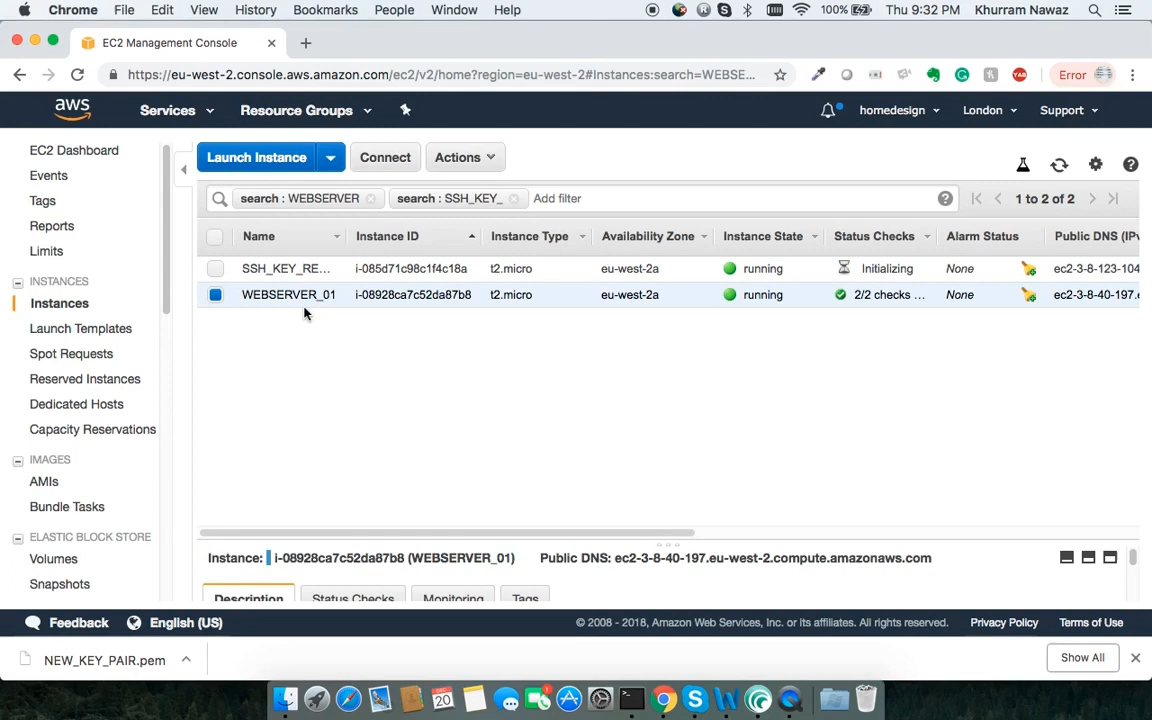 Chrome File Edit View History Bookmarks People Window Help 100% Thu 9:32 PM Khurram Nawaz
EC2 Management Console
https://eu-west-2.console.aws.amazon.com/ec2/v2/home?region=eu-west-2#Instances:search=WEBSE... YAB Error
aws Services Resource Groups homedesign London Support
EC2 Dashboard
Events
Tags
Reports
Limits
INSTANCES
Instances
Launch Templates
Spot Requests
Reserved Instances
Dedicated Hosts
Capacity Reservations
IMAGES
AMIs
Bundle Tasks
ELASTIC BLOCK STORE
Volumes
Snapshots
Launch Instance Connect Actions
search : WEBSERVER search : SSH_KEY_ Add filter 1 to 2 of 2
Name Instance ID Instance Type Availability Zone Instance State Status Checks Alarm Status Public DNS (IPv
SSH_KEY_RE... i-085d71c98c1f4c18a t2.micro eu-west-2a running Initializing None ec2-3-8-123-104
WEBSERVER_01 i-08928ca7c52da87b8 t2.micro eu-west-2a running 2/2 checks ... None ec2-3-8-40-197.e
Instance: i-08928ca7c52da87b8 (WEBSERVER_01) Public DNS: ec2-3-8-40-197.eu-west-2.compute.amazonaws.com
Description Status Checks Monitoring Tags
Feedback English (US) © 2008 - 2018, Amazon Web Services, Inc. or its affiliates. All rights reserved. Privacy Policy Terms of Use
NEW_KEY_PAIR.pem Show All